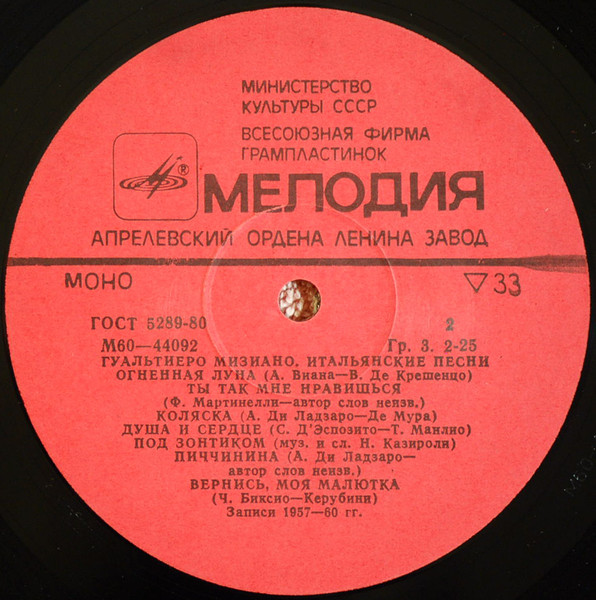 МИНИСТЕРСТВО
КУЛЬТУРЫ СССР
ВСЕСОЮЗНАЯ ФИРМА
ГРАМПЛАСТИНОК
®
МЕЛОДИЯ
АПРЕЛЕВСКИЙ ОРДЕНА ЛЕНИНА ЗАВОД
МОНО ▽ 33
ГОСТ 5289-80 2
М60—44092 Гр. 3. 2-25
ГУАЛЬТИЕРО МИЗИАНО. ИТАЛЬЯНСКИЕ ПЕСНИ
ОГНЕННАЯ ЛУНА (А. Виана—В. Де Крешенцо)
ТЫ ТАК МНЕ НРАВИШЬСЯ
(Ф. Мартинелли—автор слов неизв.)
КОЛЯСКА (А. Ди Ладзаро—Де Мура)
ДУША И СЕРДЦЕ (С. Д'Эспозито—Т. Манлио)
ПОД ЗОНТИКОМ (муз. и сл. Н. Казироли)
ПИЧЧИНИНА (А. Ди Ладзаро—
автор слов неизв.)
ВЕРНИСЬ, МОЯ МАЛЮТКА
(Ч. Биксио—Керубини)
Записи 1957—60 гг.